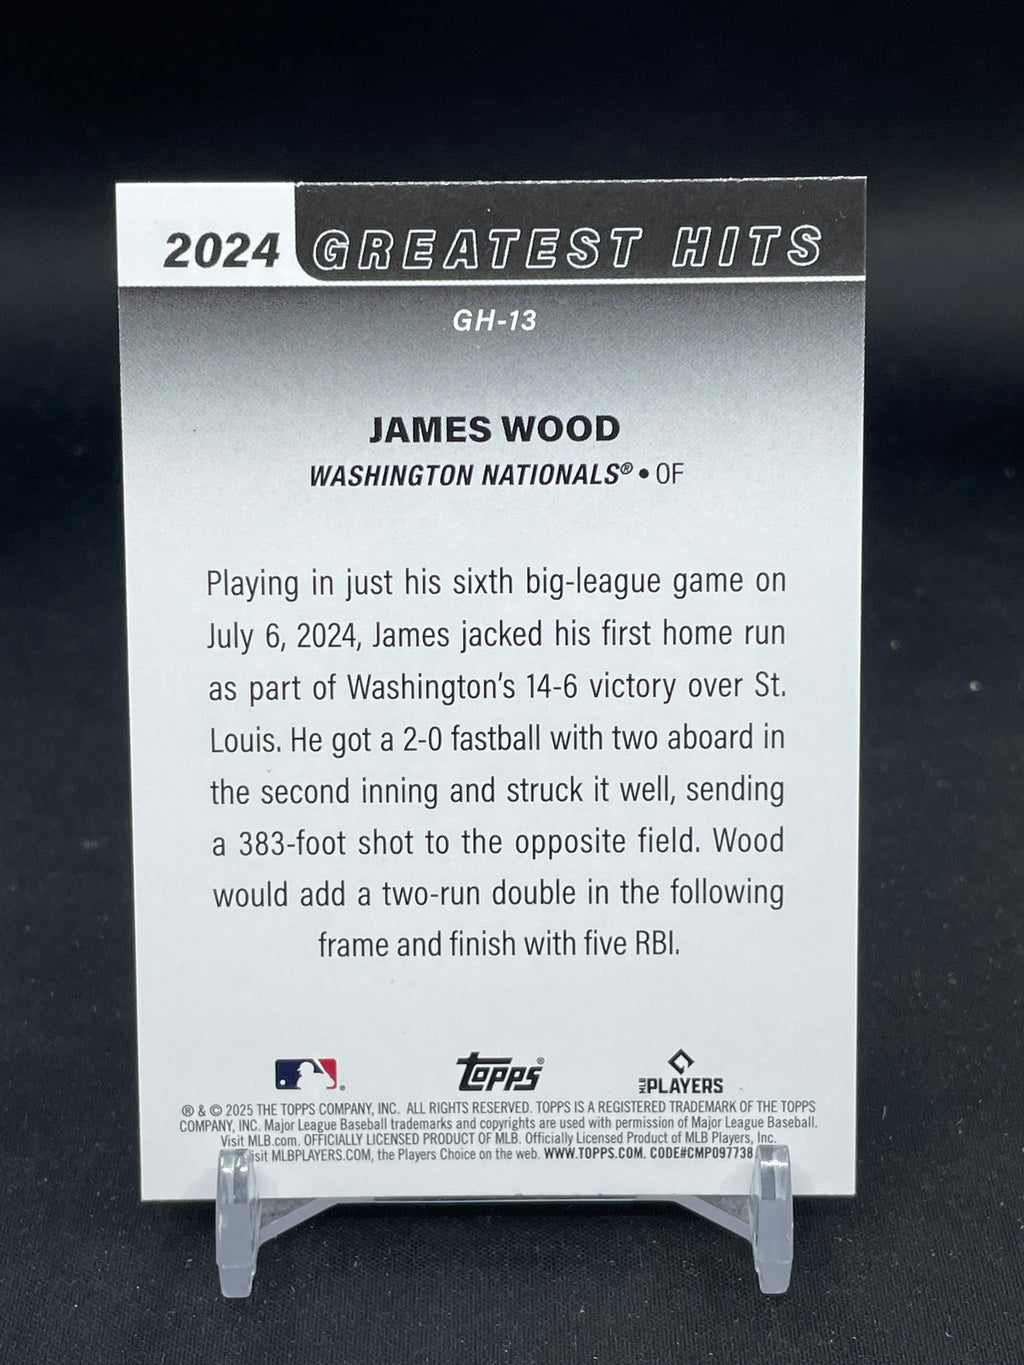 2024 GREATEST HITS
GH-13
JAMES WOOD
WASHINGTON NATIONALS® • OF
Playing in just his sixth big-league game on
July 6, 2024, James jacked his first home run
as part of Washington's 14-6 victory over St.
Louis. He got a 2-0 fastball with two aboard in
the second inning and struck it well, sending
a 383-foot shot to the opposite field. Wood
would add a two-run double in the following
frame and finish with five RBI.
topps® MLB PLAYERS
® & © 2025 THE TOPPS COMPANY, INC. ALL RIGHTS RESERVED. TOPPS IS A REGISTERED TRADEMARK OF THE TOPPS
COMPANY, INC. Major League Baseball trademarks and copyrights are used with permission of Major League Baseball.
Visit MLB.com. OFFICIALLY LICENSED PRODUCT OF MLB. Officially Licensed Product of MLB Players, Inc.
isit MLBPLAYERS.COM, the Players Choice on the web. WWW.TOPPS.COM. CODE#CMP097738